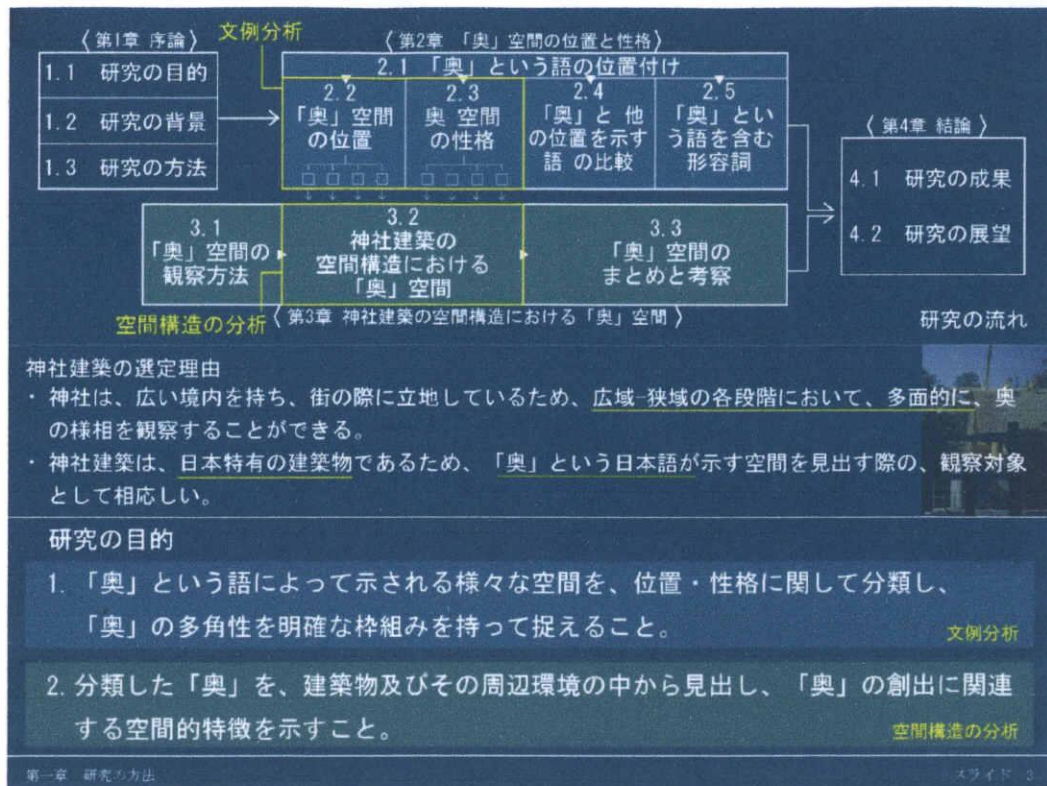 〈第1章 序論〉
文例分析
〈第2章 「奥」空間の位置と性格〉
1.1 研究の目的
1.2 研究の背景
1.3 研究の方法
2.1 「奥」という語の位置付け
2.2
「奥」空間
の位置
2.3
奥 空間
の性格
2.4
「奥」と 他
の位置を示す
語 の比較
2.5
「奥」とい
う語を含む
形容詞
〈 第4章 結論 〉
4.1 研究の成果
4.2 研究の展望
3.1
「奥」空間の
観察方法
3.2
神社建築の
空間構造における
「奥」空間
3.3
「奥」空間の
まとめと考察
空間構造の分析
〈第3章 神社建築の空間構造における「奥」空間 〉
研究の流れ
神社建築の選定理由
・ 神社は、広い境内を持ち、街の際に立地しているため、広域-狭域の各段階において、多面的に、奥
の様相を観察することができる。
・ 神社建築は、日本特有の建築物であるため、「奥」という日本語が示す空間を見出す際の、観察対象
として相応しい。
研究の目的
1. 「奥」という語によって示される様々な空間を、位置・性格に関して分類し、
「奥」の多角性を明確な枠組みを持って捉えること。
文例分析
2. 分類した「奥」を、建築物及びその周辺環境の中から見出し、「奥」の創出に関連
する空間的特徴を示すこと。
空間構造の分析
第一章 研究の方法
スライド 3